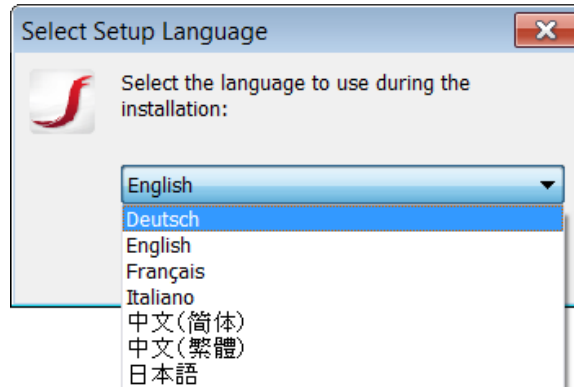 Select Setup Language
Select the language to use during the
installation:
English
Deutsch
English
Français
Italiano
中文(简体)
中文(繁體)
日本語